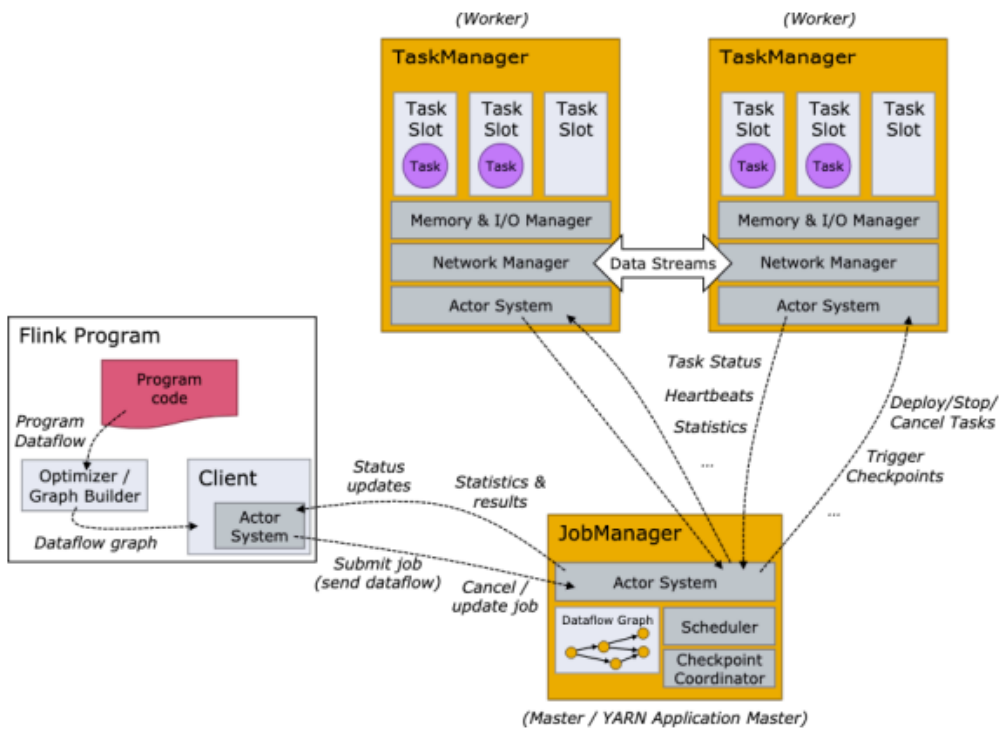 (Worker)
(Worker)
TaskManager
TaskManager
Task
Slot
Task
Task
Slot
Task
Task
Slot
Task
Slot
Task
Task
Slot
Task
Task
Slot
Memory & I/O Manager
Memory & I/O Manager
Network Manager
Data Streams
Network Manager
Actor System
Actor System
Flink Program
Program
code
Program
Dataflow
Optimizer /
Graph Builder
Dataflow graph
Client
Actor
System
Status
updates
Statistics &
results
Submit job
(send dataflow)
Cancel /
update job
Task Status
Heartbeats
Statistics
...
Deploy/Stop/
Cancel Tasks
Trigger
Checkpoints
...
JobManager
Actor System
Dataflow Graph
Scheduler
Checkpoint
Coordinator
(Master / YARN Application Master)